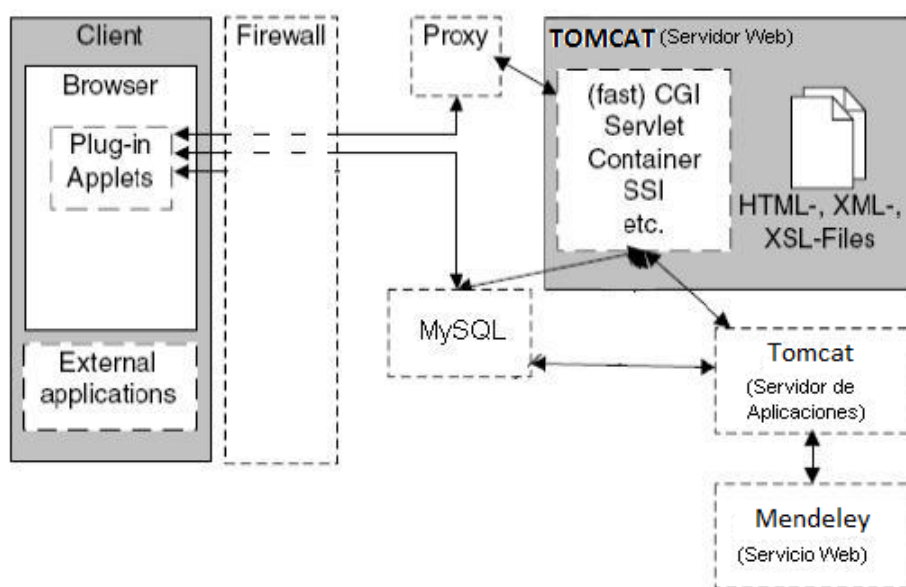 Client
Browser
Plug-in
Applets
External
applications
Firewall
Proxy
TOMCAT (Servidor Web)
(fast) CGI
Servlet
Container
SSI
etc.
HTML-, XML-,
XSL-Files
MySQL
Tomcat
(Servidor de
Aplicaciones)
Mendeley
(Servicio Web)